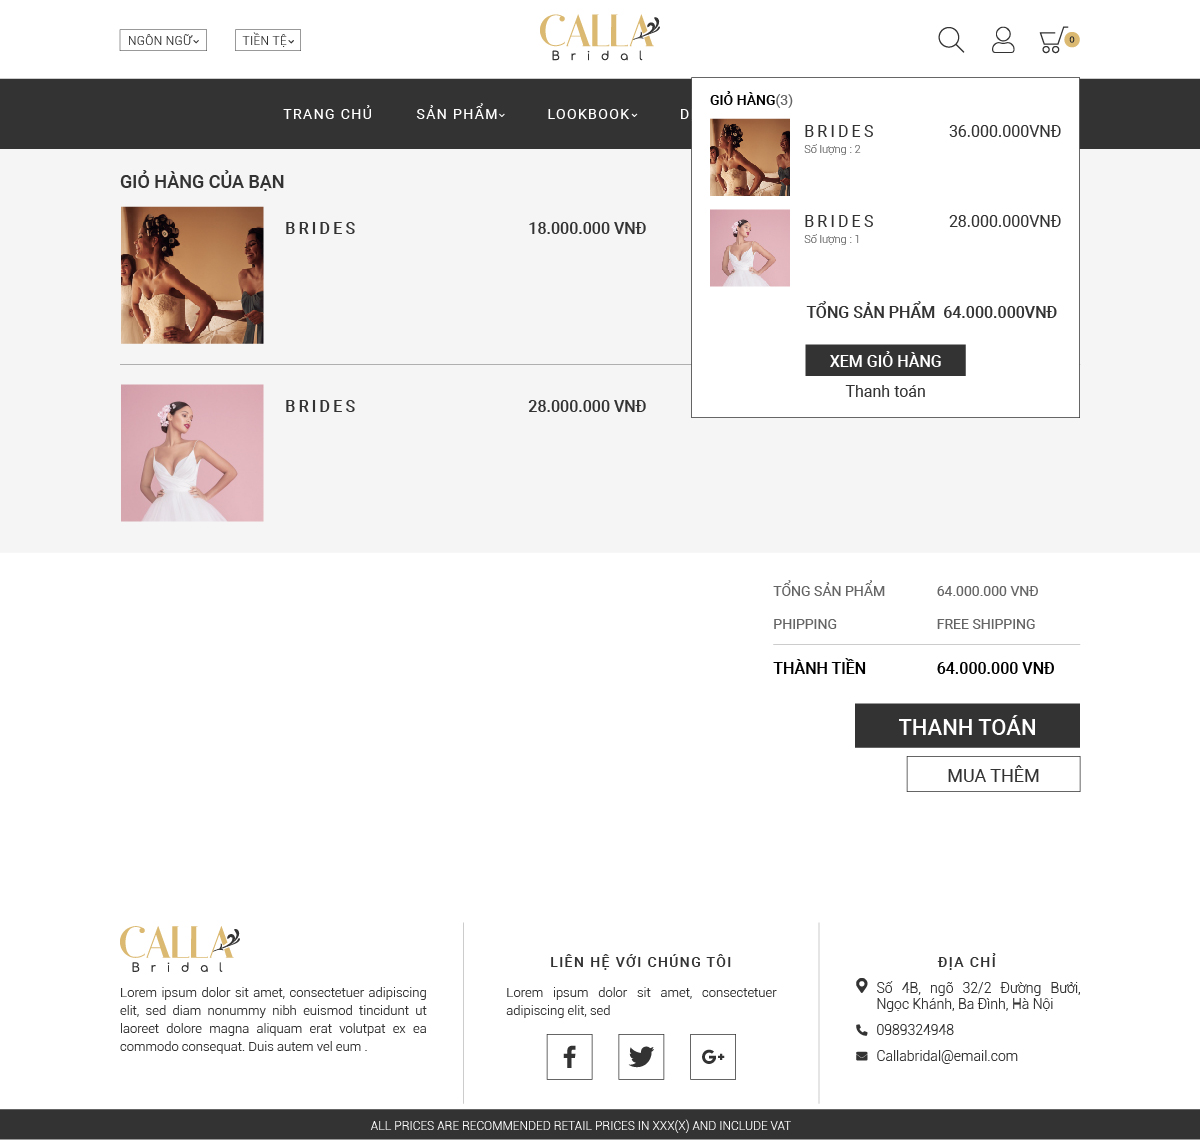 NGÔN NGỮ
TIỀN TỆ
CALLA
Bridal
0
TRANG CHỦ
SẢN PHẨM
LOOKBOOK
D
GIỎ HÀNG(3)
BRIDES
36.000.000VNĐ
Số lượng : 2
BRIDES
28.000.000VNĐ
Số lượng : 1
TỔNG SẢN PHẨM 64.000.000VNĐ
XEM GIỎ HÀNG
Thanh toán
GIỎ HÀNG CỦA BẠN
BRIDES
18.000.000 VNĐ
BRIDES
28.000.000 VNĐ
TỔNG SẢN PHẨM
64.000.000 VNĐ
PHIPPING
FREE SHIPPING
THÀNH TIỀN
64.000.000 VNĐ
THANH TOÁN
MUA THÊM
CALLA
Bridal
Lorem ipsum dolor sit amet, consectetuer adipiscing
elit, sed diam nonummy nibh euismod tincidunt ut
laoreet dolore magna aliquam erat volutpat ex ea
commodo consequat. Duis autem vel eum .
LIÊN HỆ VỚI CHÚNG TÔI
Lorem ipsum dolor sit amet, consectetuer
adipiscing elit, sed
f
G+
ĐỊA CHỈ
Số 4B, ngõ 32/2 Đường Bưởi,
Ngọc Khánh, Ba Đình, Hà Nội
0989324948
Callabridal@email.com
ALL PRICES ARE RECOMMENDED RETAIL PRICES IN XXX(X) AND INCLUDE VAT